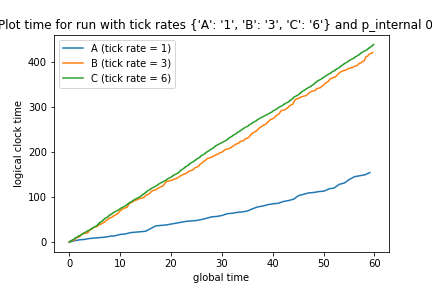 Plot time for run with tick rates {'A': '1', 'B': '3', 'C': '6'} and p_internal 0
A (tick rate = 1)
B (tick rate = 3)
C (tick rate = 6)
logical clock time
400
300
200
100
0
0 10 20 30 40 50 60
global time